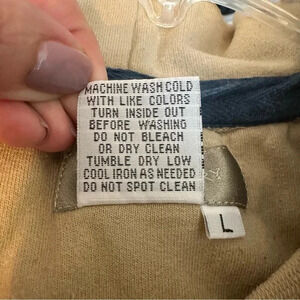 MACHINE WASH COLD
WITH LIKE COLORS
TURN INSIDE OUT
BEFORE WASHING
DO NOT BLEACH
OR DRY CLEAN
TUMBLE DRY LOW
COOL IRON AS NEEDED
DO NOT SPOT CLEAN
L